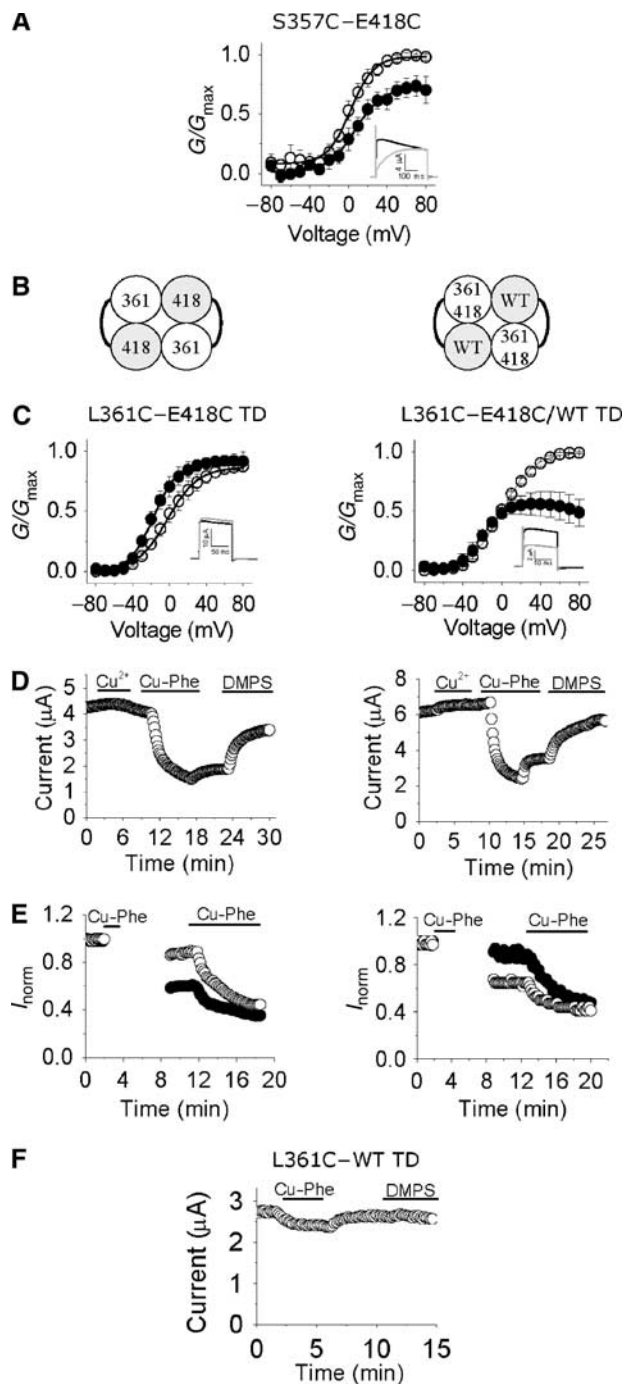 A
S357C–E418C
G/Gmax
1.0
0.5
0.0
4 µA
100 ms
−80 −40 0 40 80
Voltage (mV)
B
361 418
418 361
361 418 WT
WT 361 418
C
L361C–E418C TD
L361C–E418C/WT TD
G/Gmax
1.0
0.5
0.0
10 µA
50 ms
−80 −40 0 40 80
Voltage (mV)
G/Gmax
1.0
0.5
0.0
−80 −40 0 40 80
Voltage (mV)
D
Cu2+ Cu–Phe DMPS
Current (µA)
5
4
3
2
1
0
0 6 12 18 24 30
Time (min)
Cu2+ Cu–Phe DMPS
Current (µA)
8
6
4
2
0
0 5 10 15 20 25
Time (min)
E
Cu–Phe Cu–Phe
Inorm
1.2
0.8
0.4
0.0
0 4 8 12 16 20
Time (min)
Cu–Phe Cu–Phe
Inorm
1.2
0.8
0.4
0.0
0 4 8 12 16 20
Time (min)
F
L361C–WT TD
Cu–Phe DMPS
Current (µA)
3
2
1
0
0 5 10 15
Time (min)